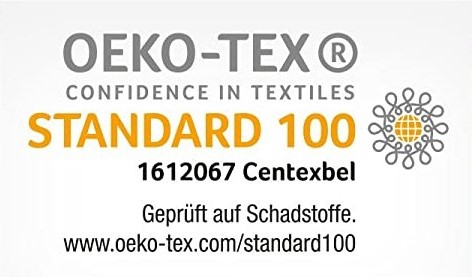 OEKO-TEX®
CONFIDENCE IN TEXTILES
STANDARD 100
1612067 Centexbel
Geprüft auf Schadstoffe.
www.oeko-tex.com/standard100